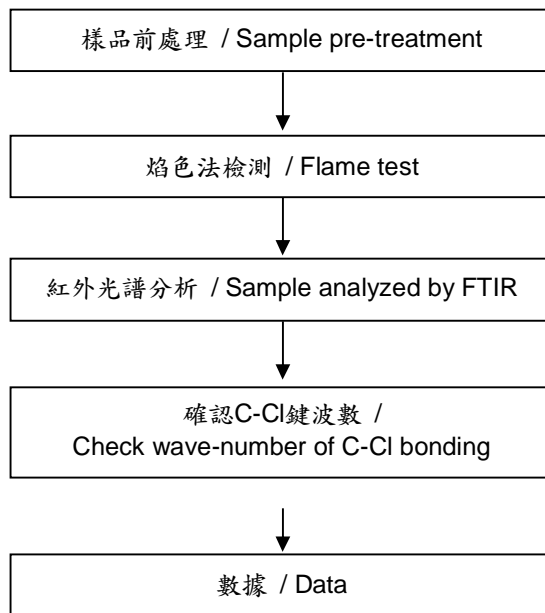 樣品前處理 / Sample pre-treatment
焰色法檢測 / Flame test
紅外光譜分析 / Sample analyzed by FTIR
確認C-Cl鍵波數 /
Check wave-number of C-Cl bonding
數據 / Data